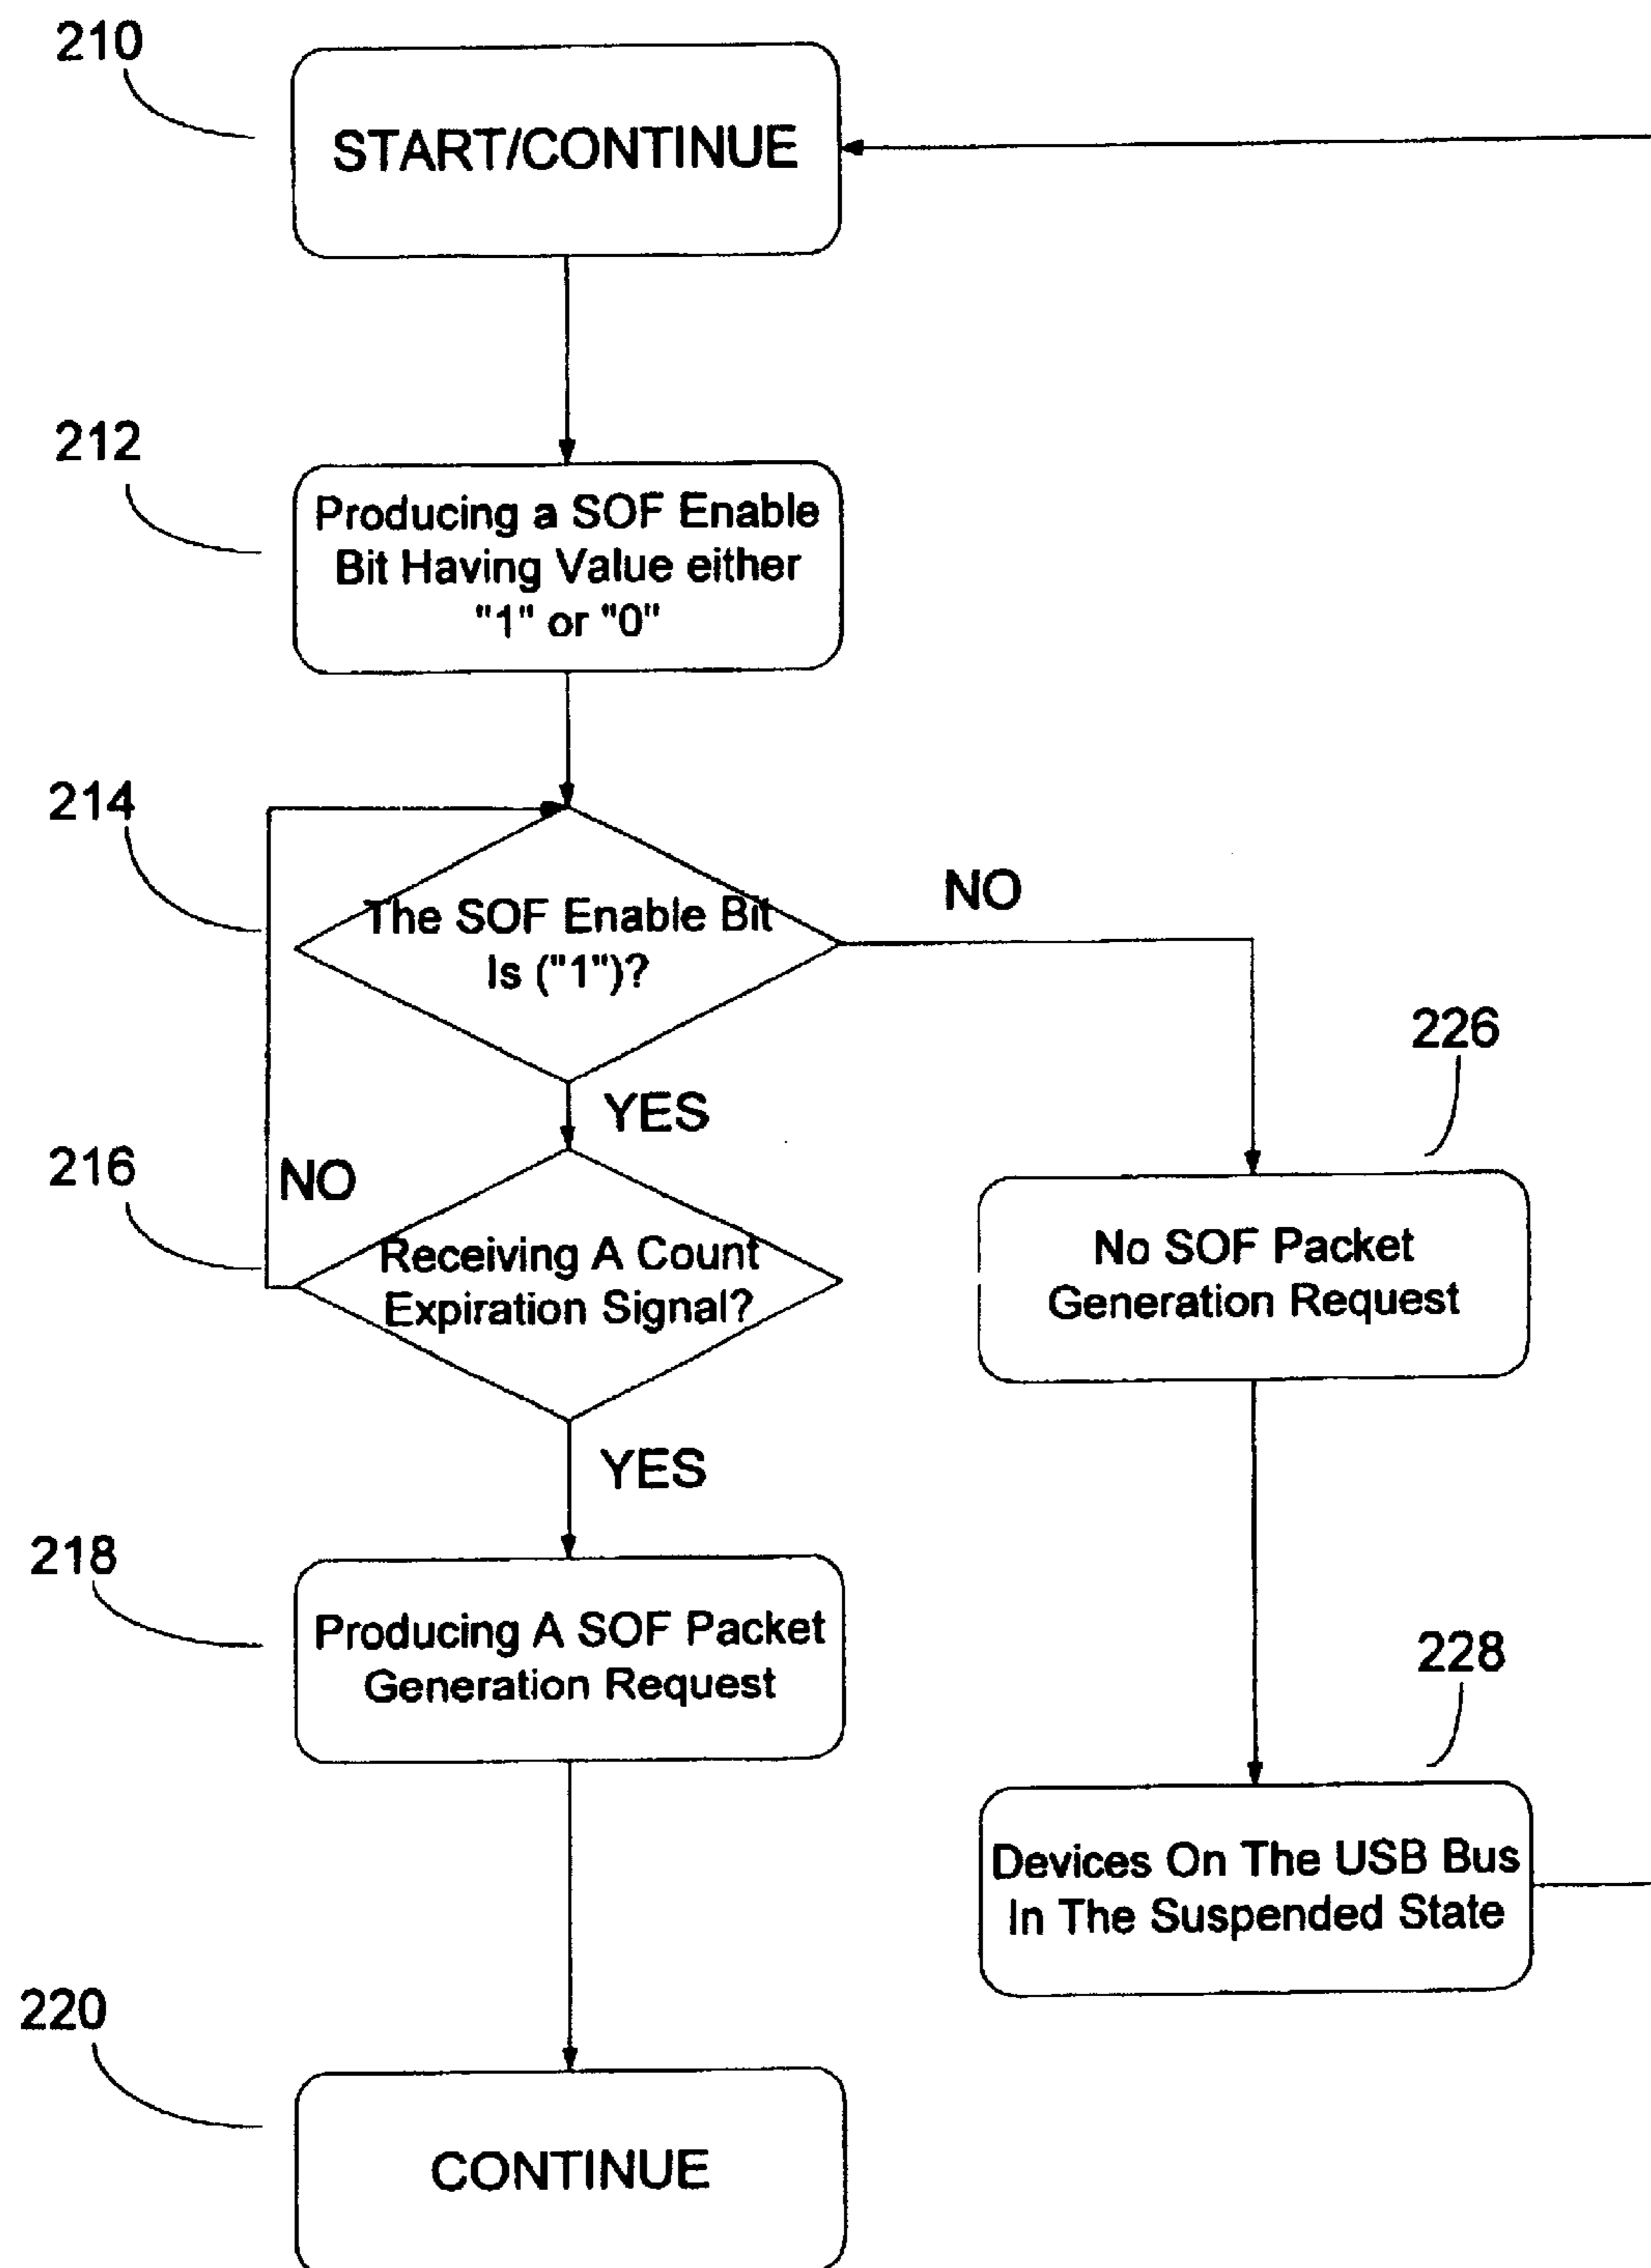 210
START/CONTINUE
212
Producing a SOF Enable
Bit Having Value either
"1" or "0"
214
The SOF Enable Bit
Is ("1")?
NO
YES
226
216
NO
Receiving A Count
Expiration Signal?
No SOF Packet
Generation Request
YES
218
Producing A SOF Packet
Generation Request
228
Devices On The USB Bus
In The Suspended State
220
CONTINUE